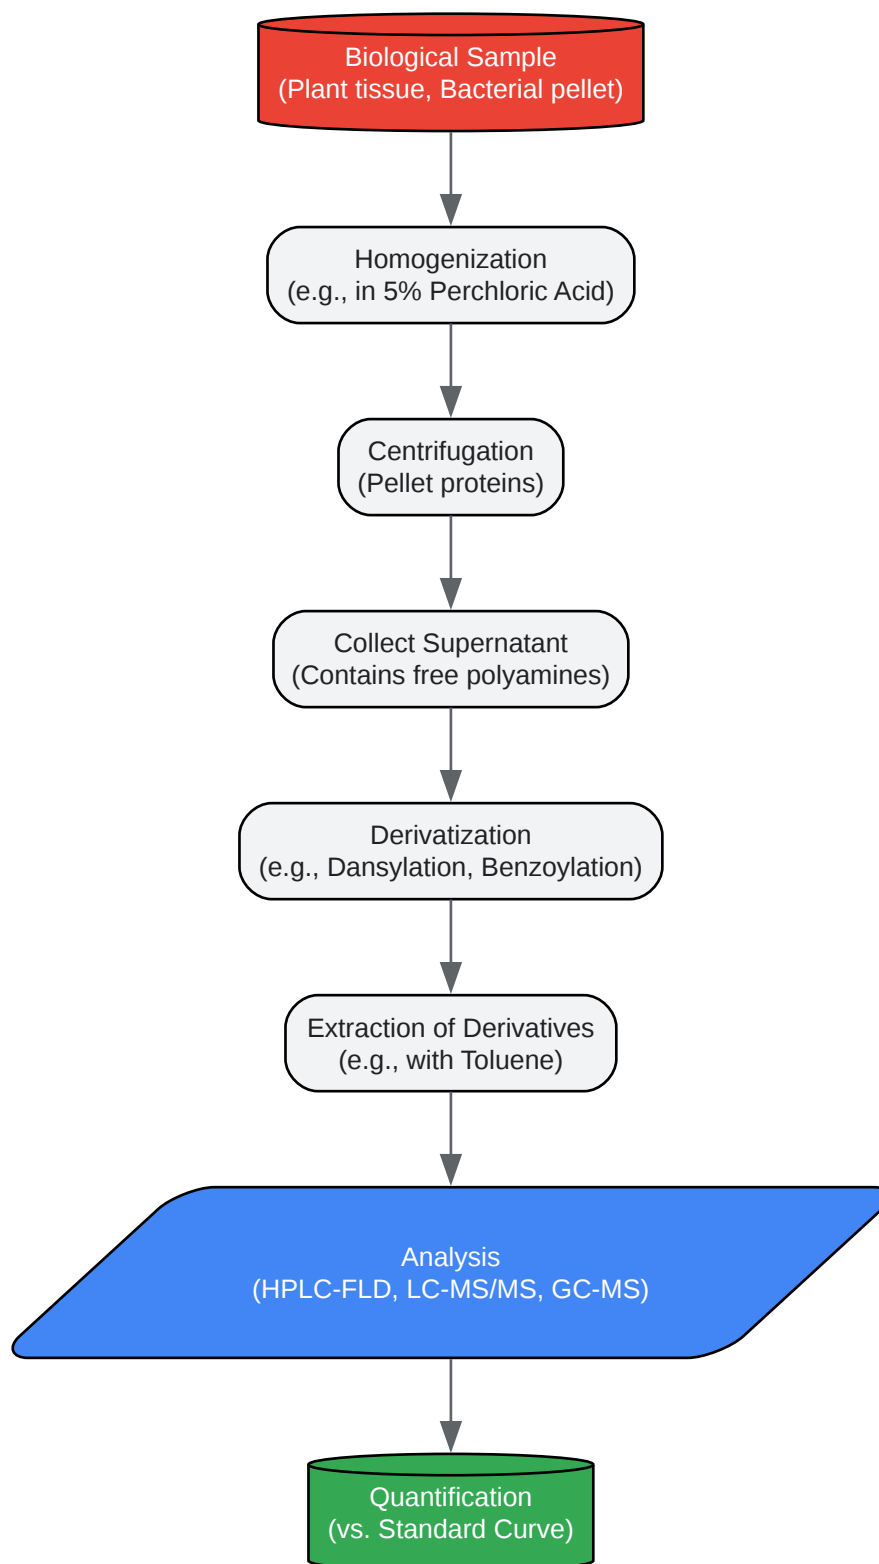 Biological Sample
(Plant tissue, Bacterial pellet)
Homogenization
(e.g., in 5% Perchloric Acid)
Centrifugation
(Pellet proteins)
Collect Supernatant
(Contains free polyamines)
Derivatization
(e.g., Dansylation, Benzoylation)
Extraction of Derivatives
(e.g., with Toluene)
Analysis
(HPLC-FLD, LC-MS/MS, GC-MS)
Quantification
(vs. Standard Curve)